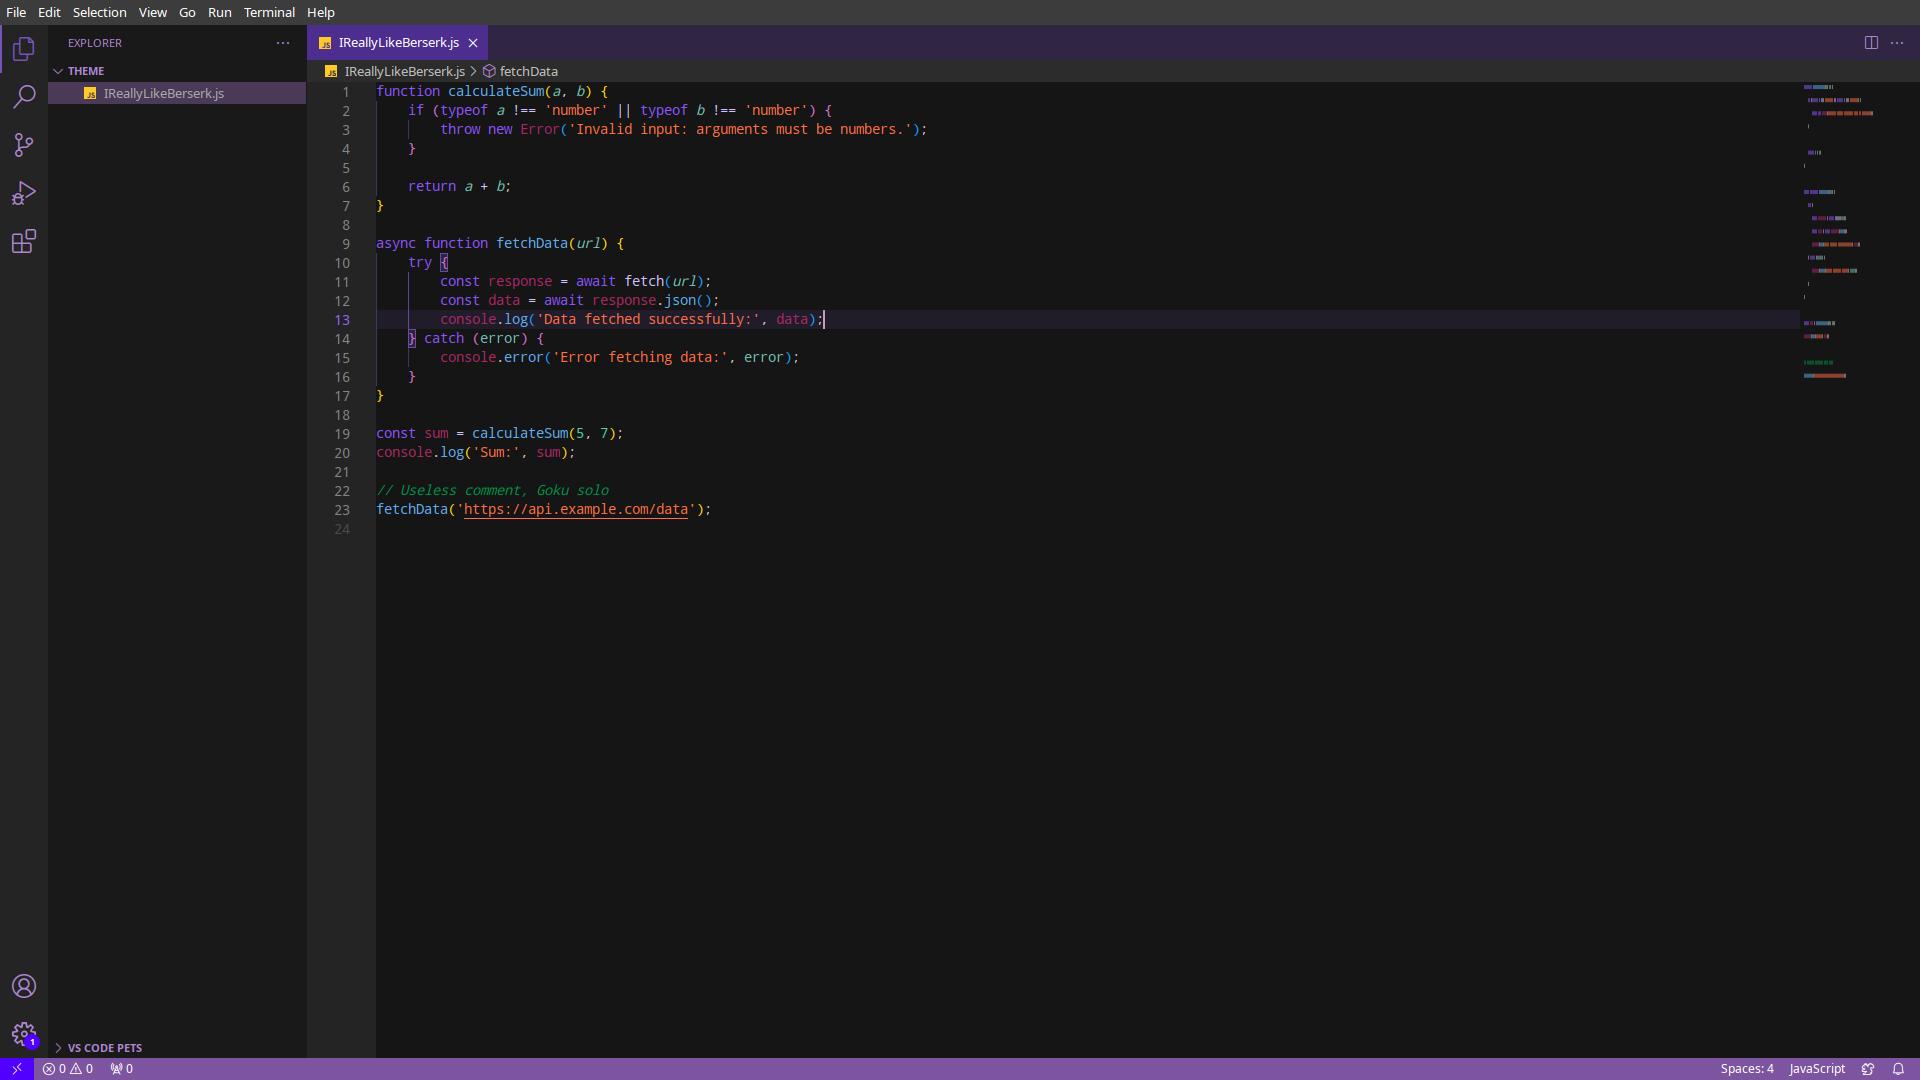 File Edit Selection View Go Run Terminal Help
EXPLORER
THEME
JS IReallyLikeBerserk.js
VS CODE PETS
JS IReallyLikeBerserk.js
JS IReallyLikeBerserk.js > fetchData
1 function calculateSum(a, b) {
2     if (typeof a !== 'number' || typeof b !== 'number') {
3         throw new Error('Invalid input: arguments must be numbers.');
4     }
5
6     return a + b;
7 }
8
9 async function fetchData(url) {
10     try {
11         const response = await fetch(url);
12         const data = await response.json();
13         console.log('Data fetched successfully:', data);
14     } catch (error) {
15         console.error('Error fetching data:', error);
16     }
17 }
18
19 const sum = calculateSum(5, 7);
20 console.log('Sum:', sum);
21
22 // Useless comment, Goku solo
23 fetchData('https://api.example.com/data');
24
1
0 0 0 Spaces: 4 JavaScript